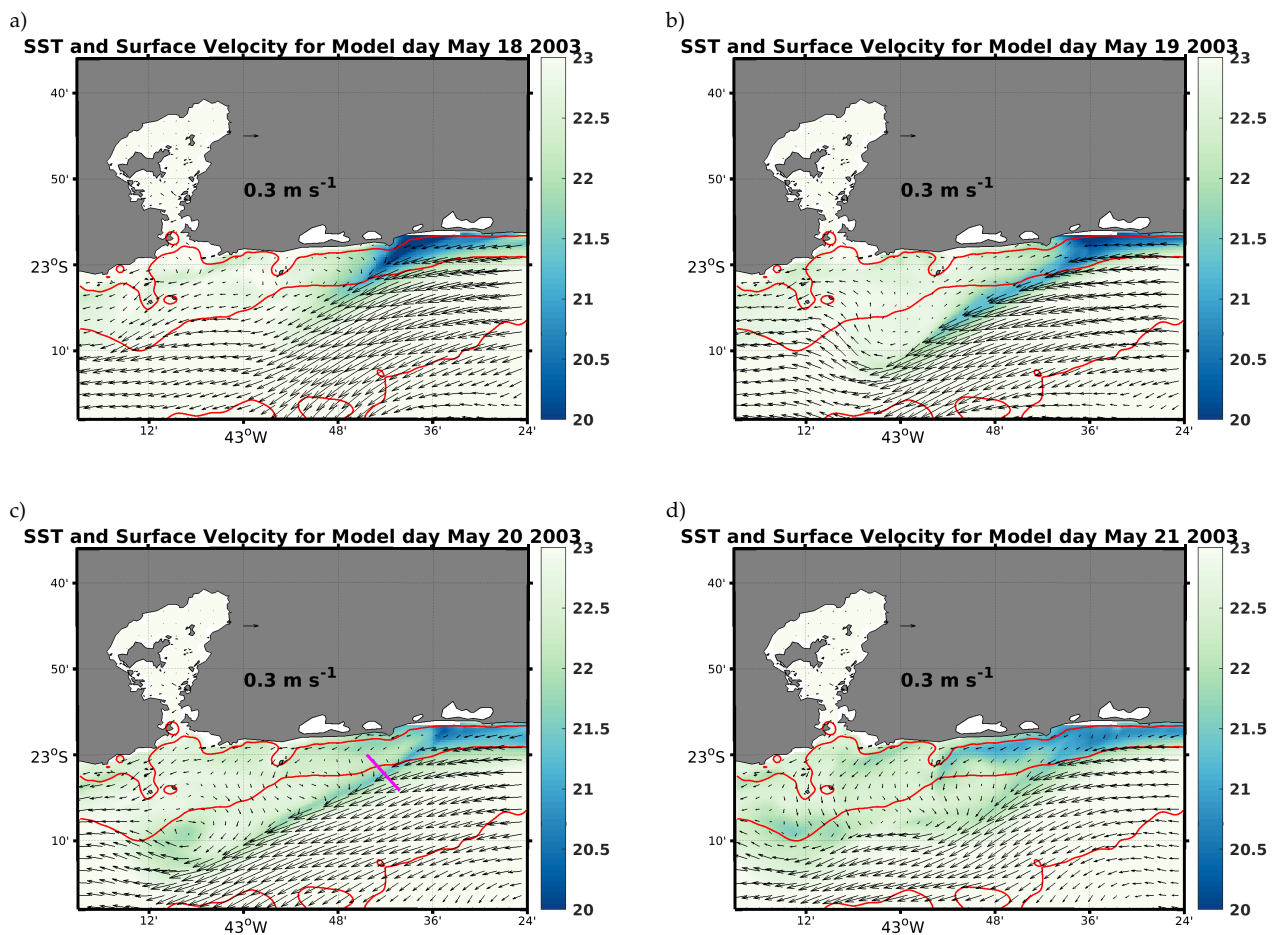 a)
SST and Surface Velocity for Model day May 18 2003
40'
50'
23°S
10'
12'
43°W
48'
36'
24'
0.3 m s⁻¹
23
22.5
22
21.5
21
20.5
20
b)
SST and Surface Velocity for Model day May 19 2003
40'
50'
23°S
10'
12'
43°W
48'
36'
24'
0.3 m s⁻¹
23
22.5
22
21.5
21
20.5
20
c)
SST and Surface Velocity for Model day May 20 2003
40'
50'
23°S
10'
12'
43°W
48'
36'
24'
0.3 m s⁻¹
23
22.5
22
21.5
21
20.5
20
d)
SST and Surface Velocity for Model day May 21 2003
40'
50'
23°S
10'
12'
43°W
48'
36'
24'
0.3 m s⁻¹
23
22.5
22
21.5
21
20.5
20